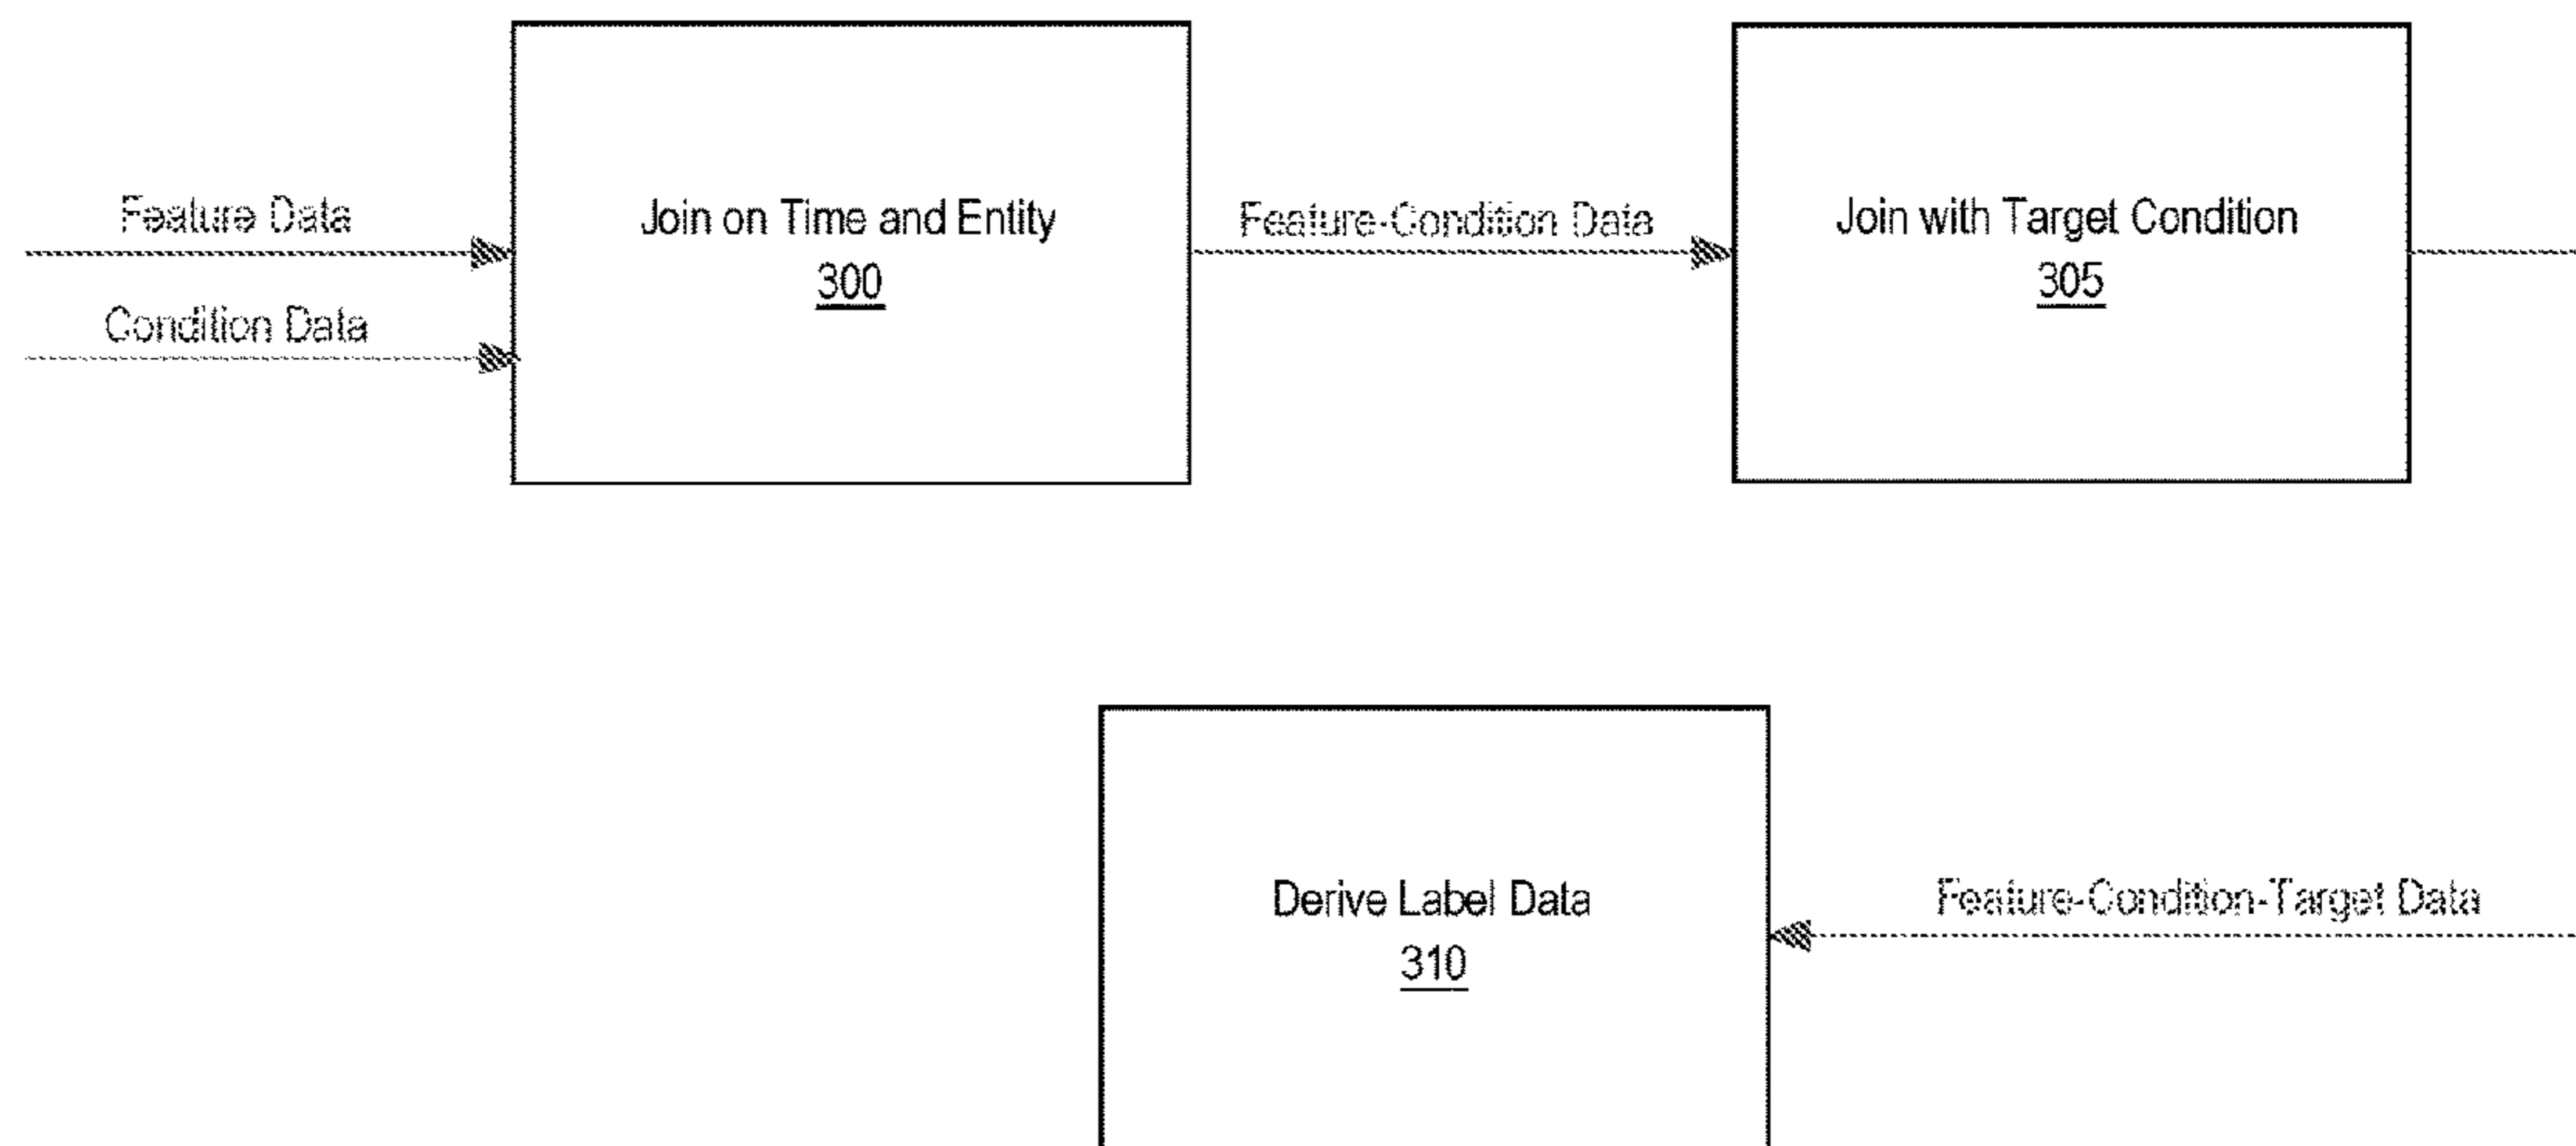 Feature Data
Condition Data
Join on Time and Entity
300
Feature-Condition Data
Join with Target Condition
305
Derive Label Data
310
Feature-Condition-Target Data